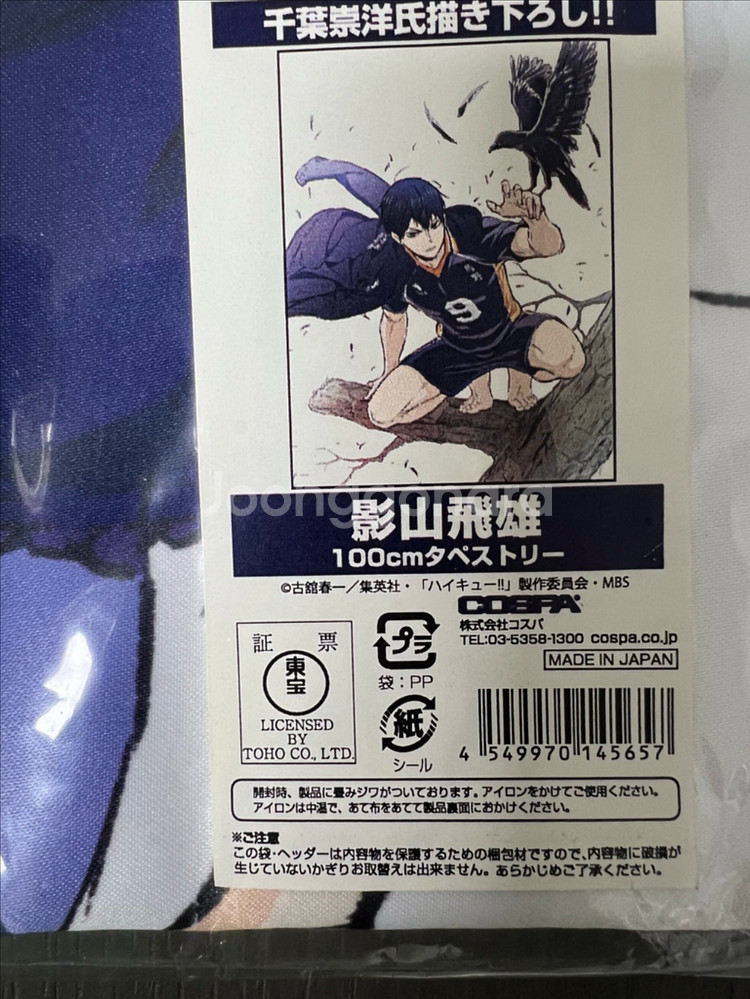 千葉崇洋氏描き下ろし!!
9
Joonggonara
影山飛雄
100cmタペストリー
©古舘春一／集英社・「ハイキュー!!」製作委員会・MBS
COSPA
株式会社コスパ
TEL:03-5358-1300 cospa.co.jp
MADE IN JAPAN
証 票
東宝
LICENSED
BY
TOHO CO., LTD.
プラ
袋：PP
紙
シール
4 549970 145657
開封時、製品に畳みジワがついております。アイロンをかけてご使用ください。
アイロンは中温で、あて布をあてて製品裏面におかけください。
※ご注意
この袋・ヘッダーは内容物を保護するための梱包材ですので、内容物に破損が
生じていないかぎりお取替えは出来ません。あらかじめご了承ください。